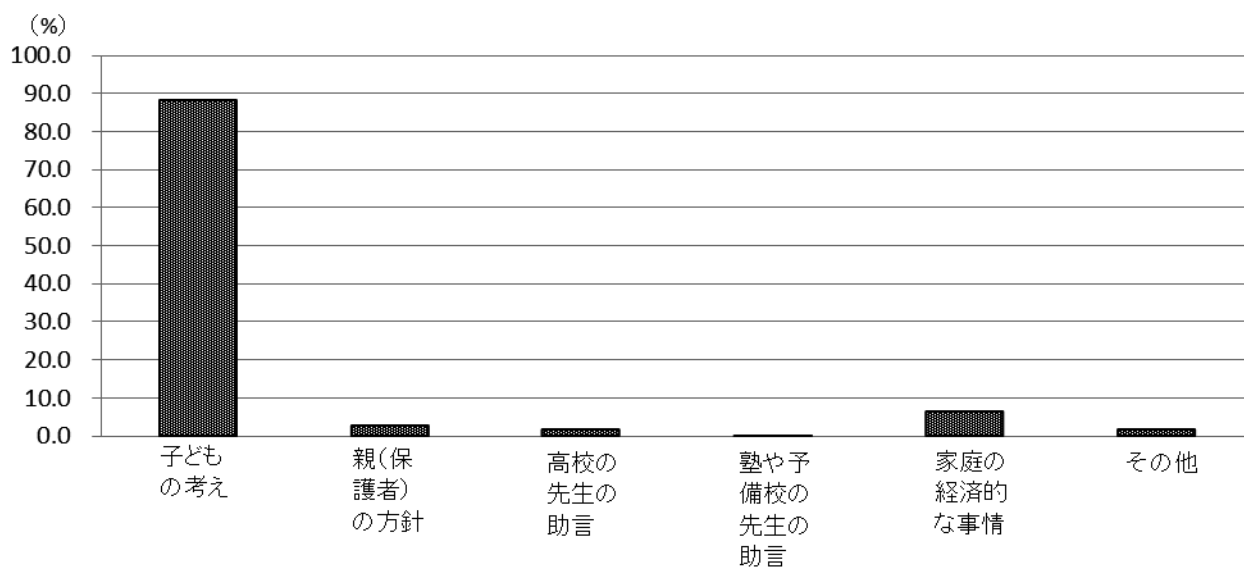 (%)
100.0
90.0
80.0
70.0
60.0
50.0
40.0
30.0
20.0
10.0
0.0
子ども
の考え
親(保
護者)
の方針
高校の
先生の
助言
塾や予
備校の
先生の
助言
家庭の
経済的
な事情
その他